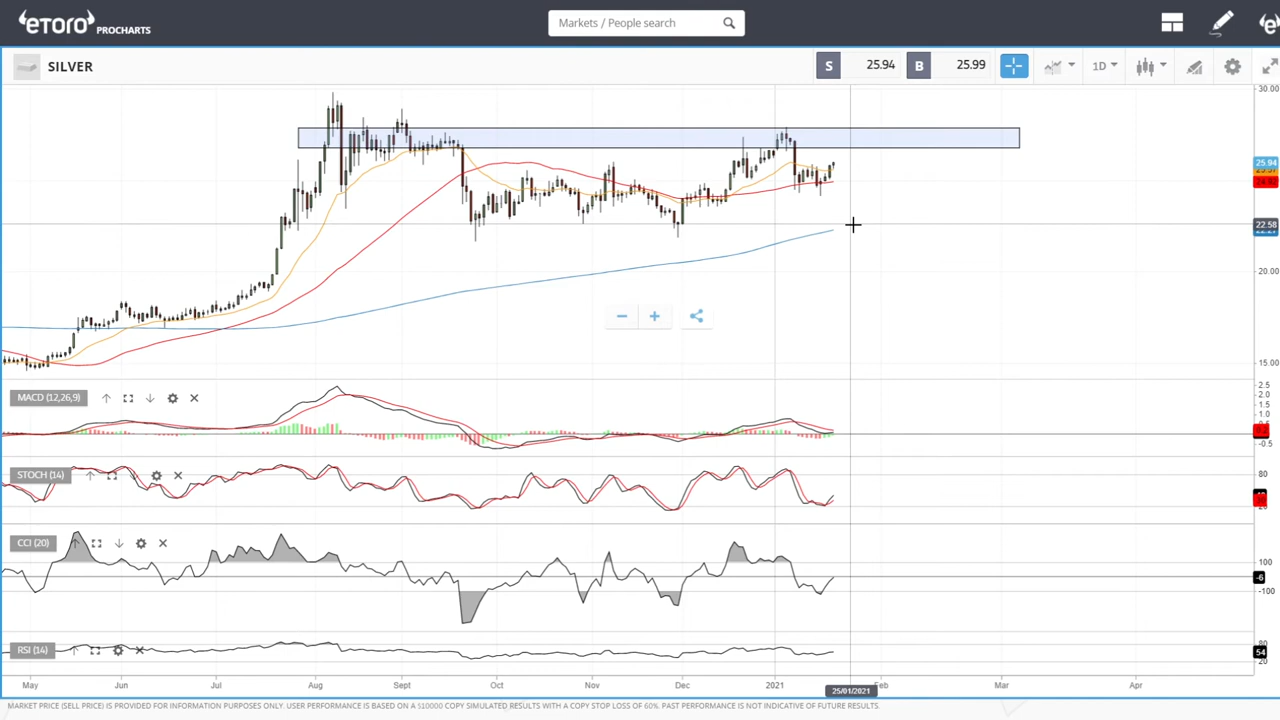 eTORO PROCHARTS
Markets / People search
SILVER
S 25.94 B 25.99
1D
30.00
25.94
22.58
20.00
15.00
MACD (12,26,9)
2.5
2.0
1.5
1.0
-0.5
STOCH (14)
80
CCI (20)
100
-6
-100
RSI (14)
80
54
20
May Jun Jul Aug Sept Oct Nov Dec 2021 Feb Mar Apr
25/01/2021
MARKET PRICE (SELL PRICE) IS PROVIDED FOR INFORMATION PURPOSES ONLY. USER PERFORMANCE IS BASED ON A $10000 COPY SIMULATED RESULTS WITH A COPY STOP LOSS OF 60%. PAST PERFORMANCE IS NOT INDICATIVE OF FUTURE RESULTS.